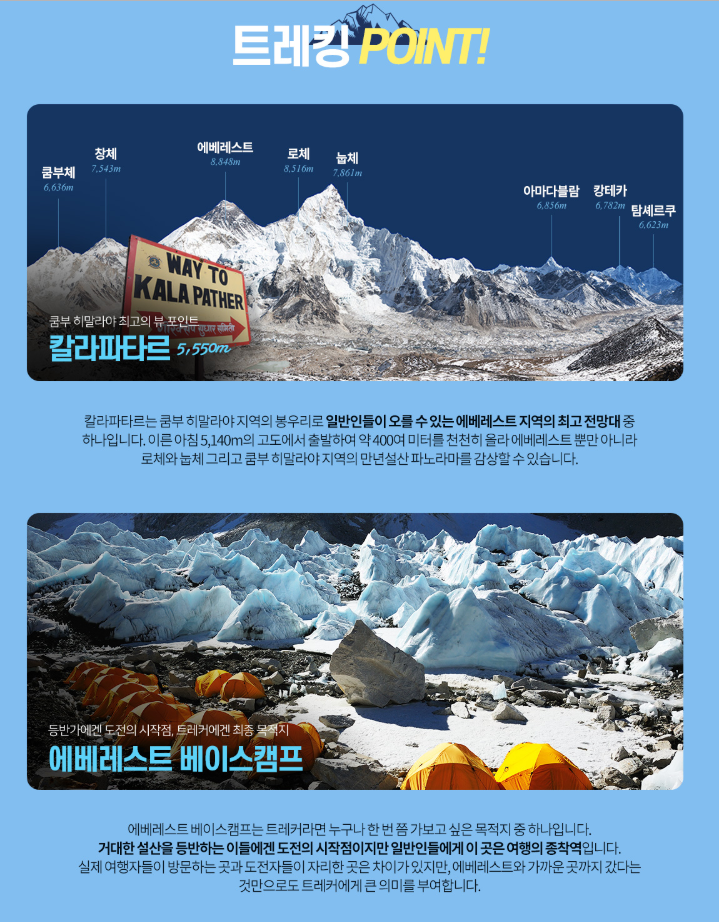 트레킹 POINT!
에베레스트
8,848m
창체
7,543m
로체
8,516m
눕체
7,861m
쿰부체
6,636m
아마다블람
6,856m
캉테카
6,782m
탐셰르쿠
6,623m
WAY TO
KALA PATHER
쿰부 히말라야 최고의 뷰 포인트
칼라파타르 5,550m
칼라파타르는 쿰부 히말라야 지역의 봉우리로 일반인들이 오를 수 있는 에베레스트 지역의 최고 전망대 중
하나입니다. 이른 아침 5,140m의 고도에서 출발하여 약 400여 미터를 천천히 올라 에베레스트 뿐만 아니라
로체와 눕체 그리고 쿰부 히말라야 지역의 만년설산 파노라마를 감상할 수 있습니다.
등반가에겐 도전의 시작점, 트레커에겐 최종 목적지
에베레스트 베이스캠프
에베레스트 베이스캠프는 트레커라면 누구나 한 번 쯤 가보고 싶은 목적지 중 하나입니다.
거대한 설산을 등반하는 이들에겐 도전의 시작점이지만 일반인들에게 이 곳은 여행의 종착역입니다.
실제 여행자들이 방문하는 곳과 도전자들이 자리한 곳은 차이가 있지만, 에베레스트와 가까운 곳까지 갔다는
것만으로도 트레커에게 큰 의미를 부여합니다.